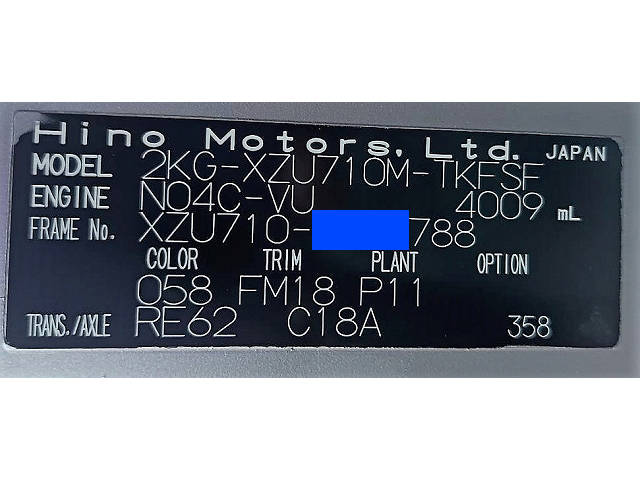 Hino Motors, Ltd. JAPAN
MODEL 2KG-XZU710M-TKFSF
ENGINE N04C-VU 4009 mL
FRAME No. XZU710- 788
COLOR TRIM PLANT OPTION
058 FM18 P11
TRANS./AXLE RE62 C18A 358